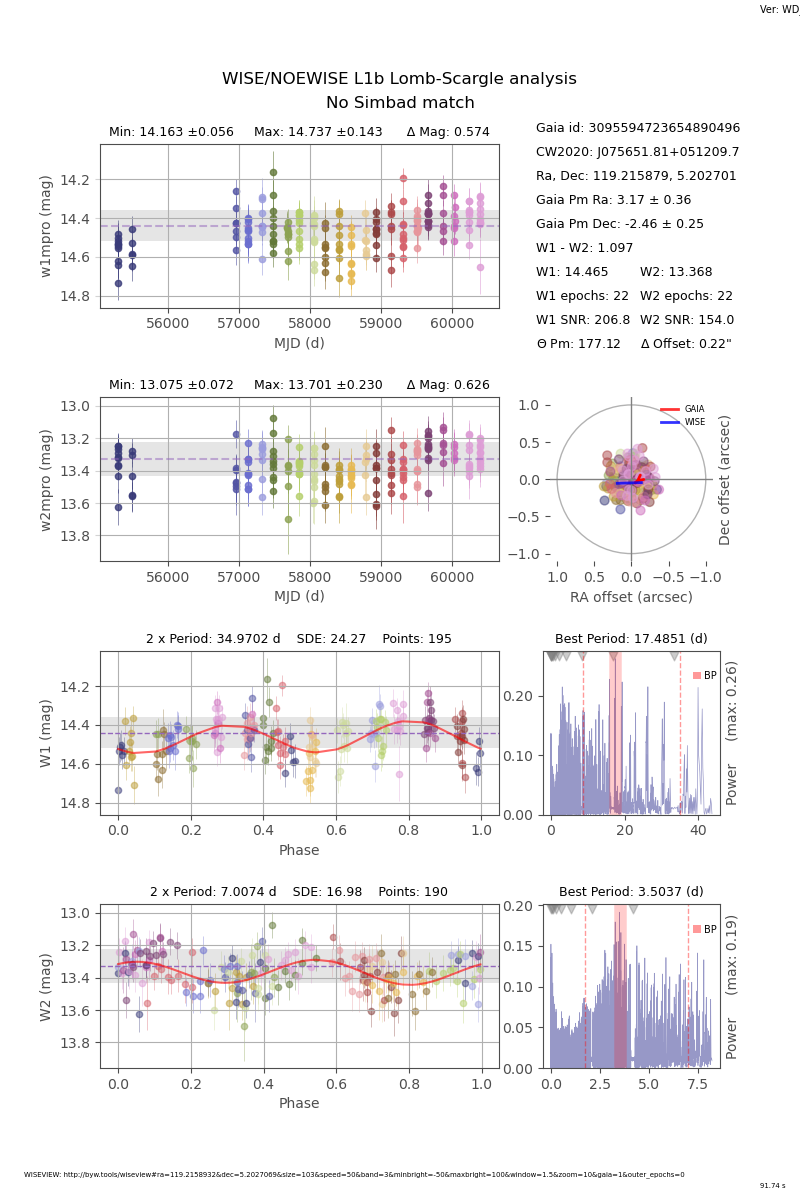 Ver: WD_
WISE/NOEWISE L1b Lomb-Scargle analysis
No Simbad match
Min: 14.163 ±0.056 Max: 14.737 ±0.143 Δ Mag: 0.574
14.2
14.4
14.6
14.8
w1mpro (mag)
56000 57000 58000 59000 60000
MJD (d)
Gaia id: 3095594723654890496
CW2020: J075651.81+051209.7
Ra, Dec: 119.215879, 5.202701
Gaia Pm Ra: 3.17 ± 0.36
Gaia Pm Dec: -2.46 ± 0.25
W1 - W2: 1.097
W1: 14.465 W2: 13.368
W1 epochs: 22 W2 epochs: 22
W1 SNR: 206.8 W2 SNR: 154.0
Θ Pm: 177.12 Δ Offset: 0.22"
Min: 13.075 ±0.072 Max: 13.701 ±0.230 Δ Mag: 0.626
13.0
13.2
13.4
13.6
13.8
w2mpro (mag)
56000 57000 58000 59000 60000
MJD (d)
GAIA
WISE
1.0
0.5
0.0
−0.5
−1.0
Dec offset (arcsec)
1.0 0.5 0.0 −0.5 −1.0
RA offset (arcsec)
2 x Period: 34.9702 d SDE: 24.27 Points: 195
14.2
14.4
14.6
14.8
W1 (mag)
0.0 0.2 0.4 0.6 0.8 1.0
Phase
Best Period: 17.4851 (d)
BP
0.20
0.10
0.00
Power (max: 0.26)
0 20 40
2 x Period: 7.0074 d SDE: 16.98 Points: 190
13.0
13.2
13.4
13.6
13.8
W2 (mag)
0.0 0.2 0.4 0.6 0.8 1.0
Phase
Best Period: 3.5037 (d)
BP
0.20
0.15
0.10
0.05
0.00
Power (max: 0.19)
0.0 2.5 5.0 7.5
WISEVIEW: http://byw.tools/wiseview#ra=119.2158932&dec=5.2027069&size=103&speed=50&band=3&minbright=-50&maxbright=100&window=1.5&zoom=10&gaia=1&outer_epochs=0
91.74 s